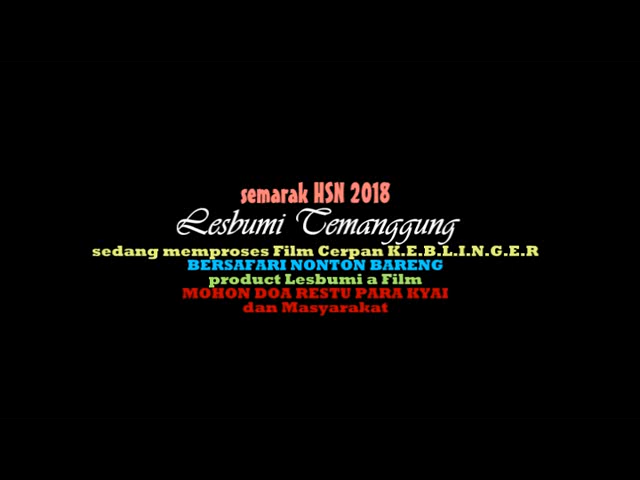 semarak HSN 2018
Lesbumi Temanggung
sedang memproses Film Cerpan K.E.B.L.I.N.G.E.R
BERSAFARI NONTON BARENG
product Lesbumi a Film
MOHON DOA RESTU PARA KYAI
dan Masyarakat